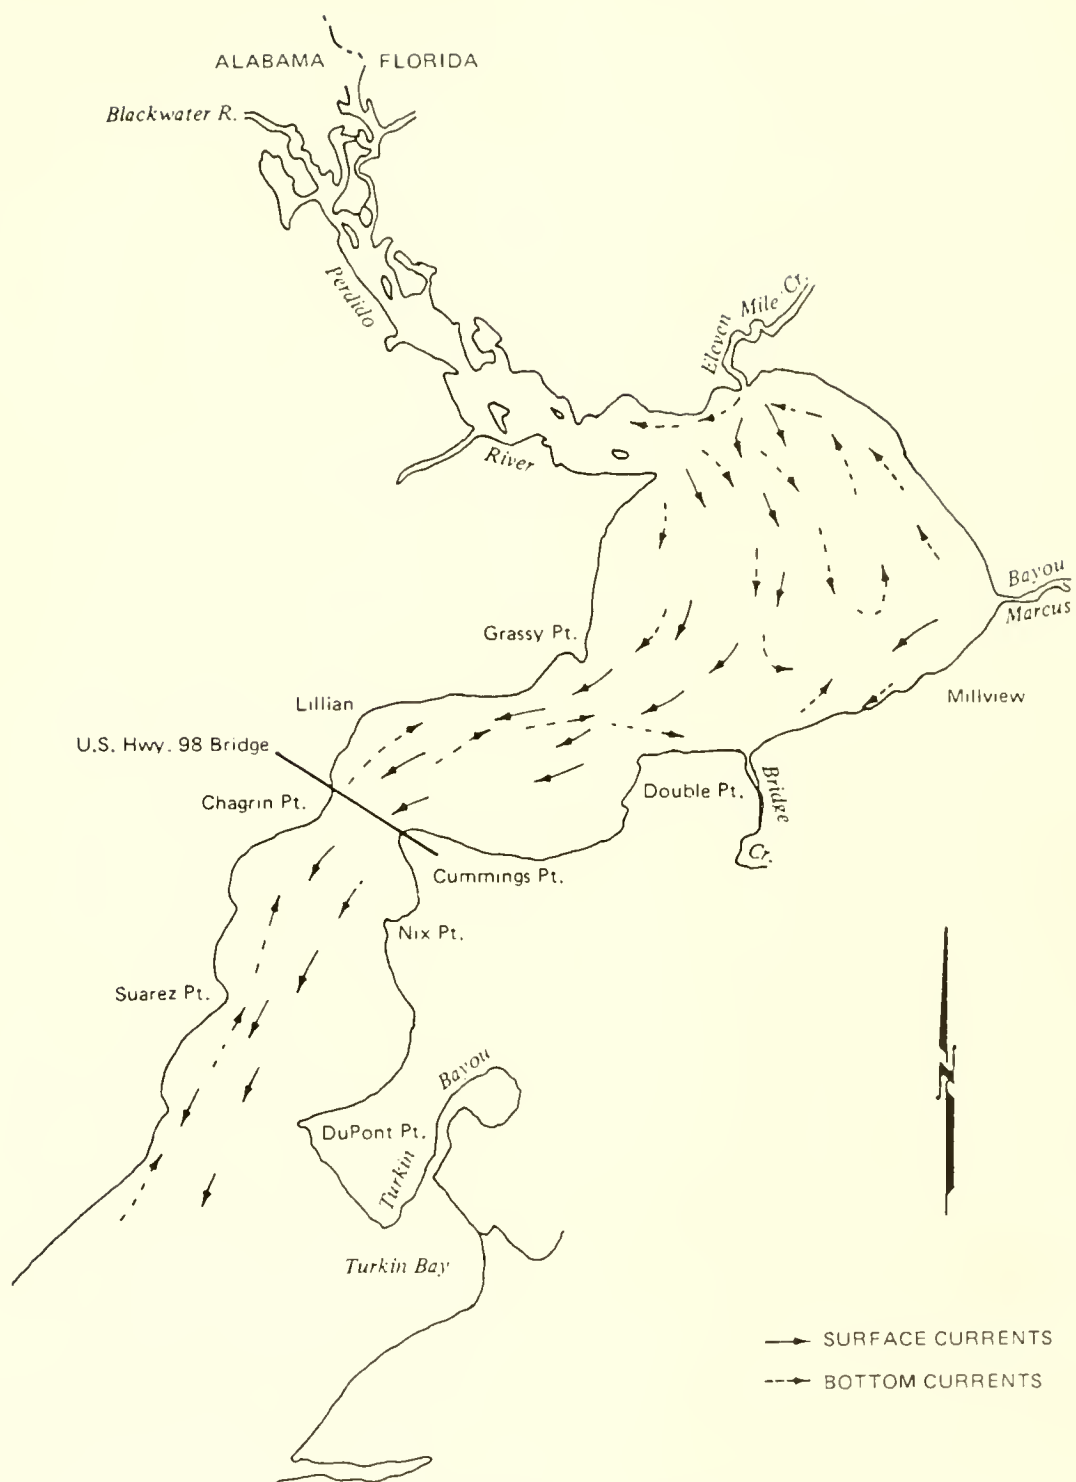 ALABAMA FLORIDA
Blackwater R.
Perdido
River
Eleven Mile Cr.
Bayou
Marcus
Grassy Pt.
Millview
Lillian
U.S. Hwy. 98 Bridge
Chagrin Pt.
Double Pt.
Bridge
Cr.
Cummings Pt.
Nix Pt.
Suarez Pt.
N
DuPont Pt.
Turkin Bayou
Turkin Bay
SURFACE CURRENTS
BOTTOM CURRENTS